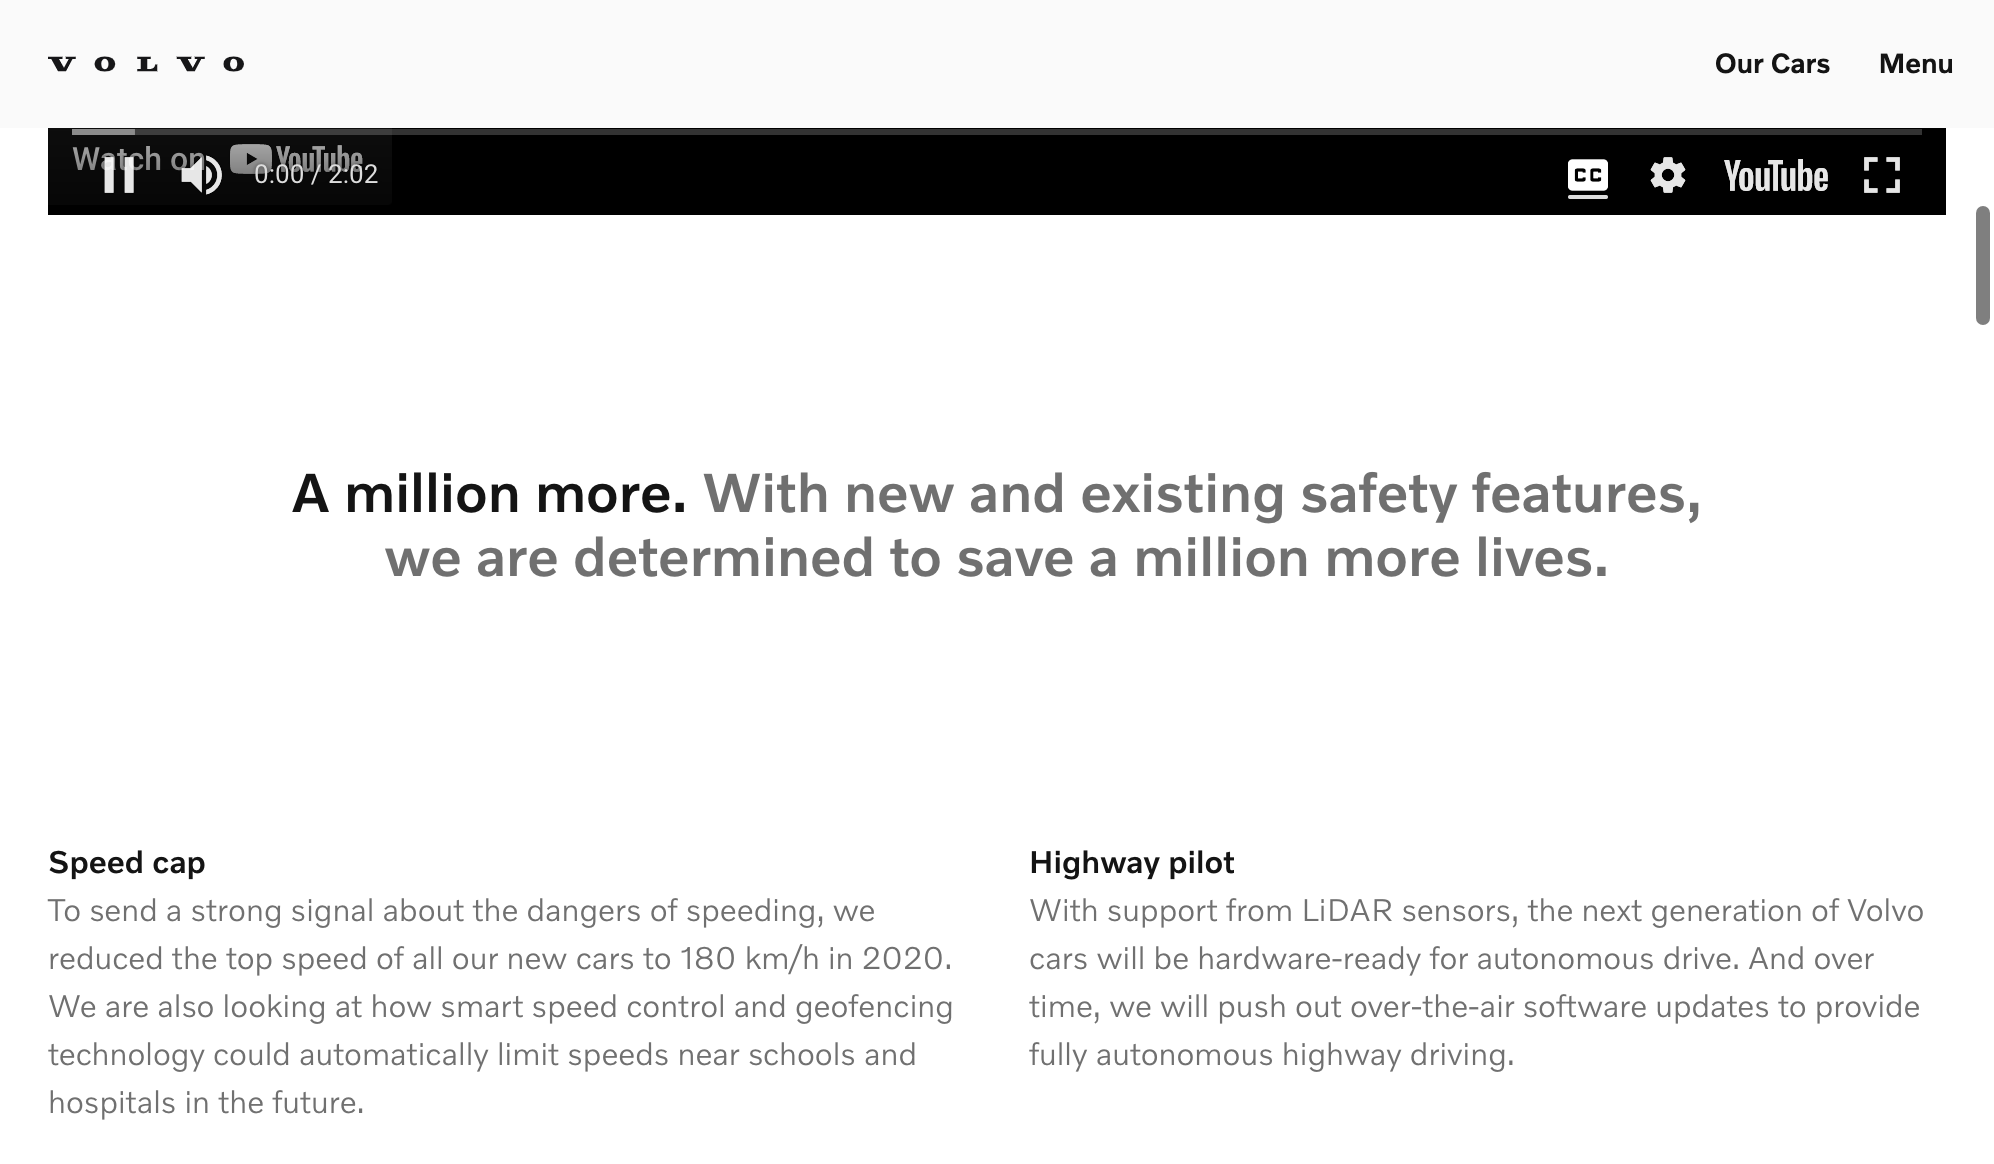 VOLVO
Our Cars
Menu
Watch on YouTube
0:00 / 2:02
CC
YouTube
A million more. With new and existing safety features,
we are determined to save a million more lives.
Speed cap
To send a strong signal about the dangers of speeding, we
reduced the top speed of all our new cars to 180 km/h in 2020.
We are also looking at how smart speed control and geofencing
technology could automatically limit speeds near schools and
hospitals in the future.
Highway pilot
With support from LiDAR sensors, the next generation of Volvo
cars will be hardware-ready for autonomous drive. And over
time, we will push out over-the-air software updates to provide
fully autonomous highway driving.